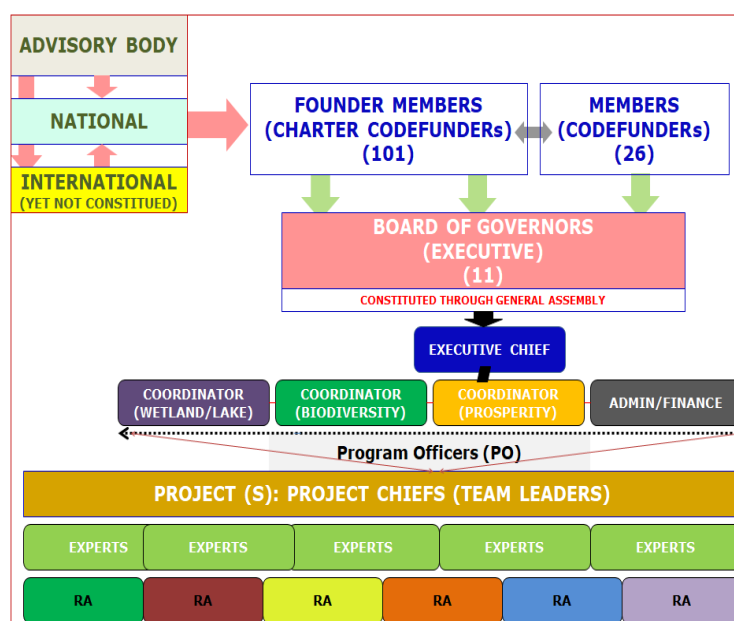 ADVISORY BODY
NATIONAL
INTERNATIONAL
(YET NOT CONSTITUED)
FOUNDER MEMBERS
(CHARTER CODEFUNDERs)
(101)
MEMBERS
(CODEFUNDERs)
(26)
BOARD OF GOVERNORS
(EXECUTIVE)
(11)
CONSTITUTED THROUGH GENERAL ASSEMBLY
EXECUTIVE CHIEF
COORDINATOR
(WETLAND/LAKE)
COORDINATOR
(BIODIVERSITY)
COORDINATOR
(PROSPERITY)
ADMIN/FINANCE
Program Officers (PO)
PROJECT (S): PROJECT CHIEFS (TEAM LEADERS)
EXPERTS
EXPERTS
EXPERTS
EXPERTS
EXPERTS
RA
RA
RA
RA
RA
RA